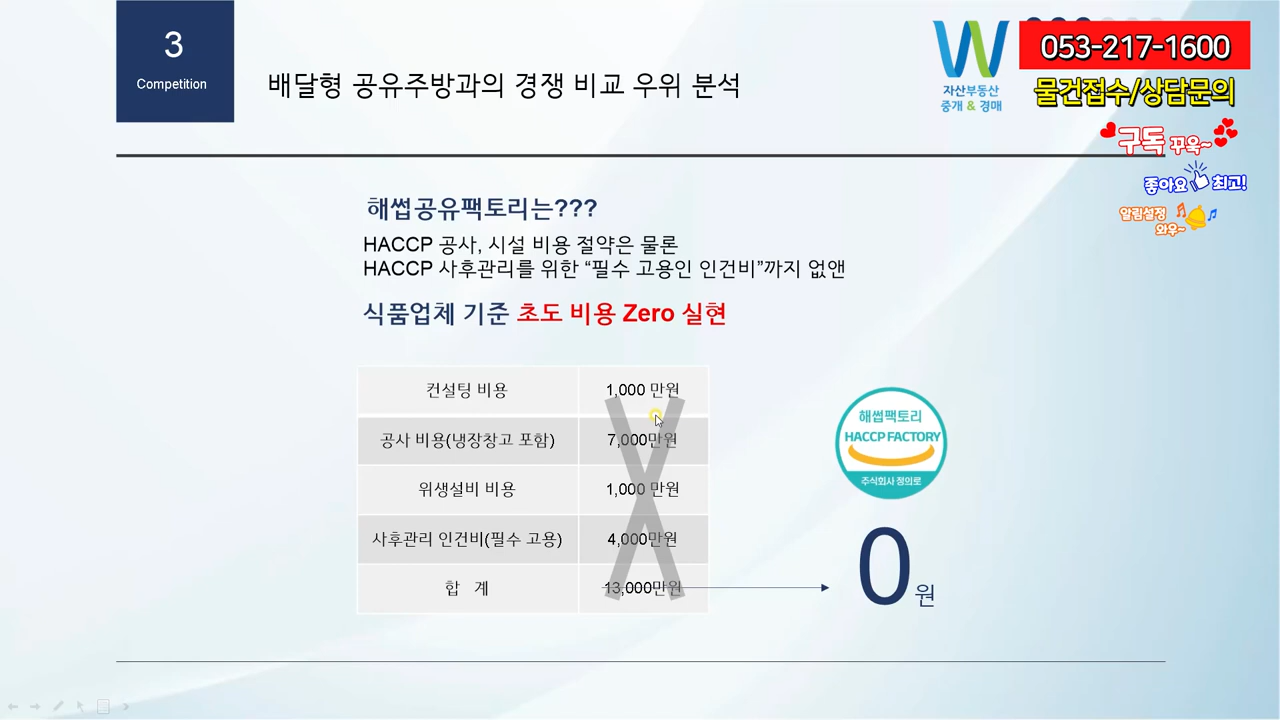 3
Competition
배달형 공유주방과의 경쟁 비교 우위 분석
자산부동산
중개 & 경매
053-217-1600
물건접수/상담문의
구독 꾸욱~
좋아요 최고!
알림설정
와우~
해썹공유팩토리는???
HACCP 공사, 시설 비용 절약은 물론
HACCP 사후관리를 위한 “필수 고용인 인건비”까지 없앤
식품업체 기준 초도 비용 Zero 실현
컨설팅 비용 1,000 만원
공사 비용(냉장창고 포함) 7,000만원
위생설비 비용 1,000 만원
사후관리 인건비(필수 고용) 4,000만원
합 계 13,000만원
해썹팩토리
HACCP FACTORY
주식회사 정의로
0원